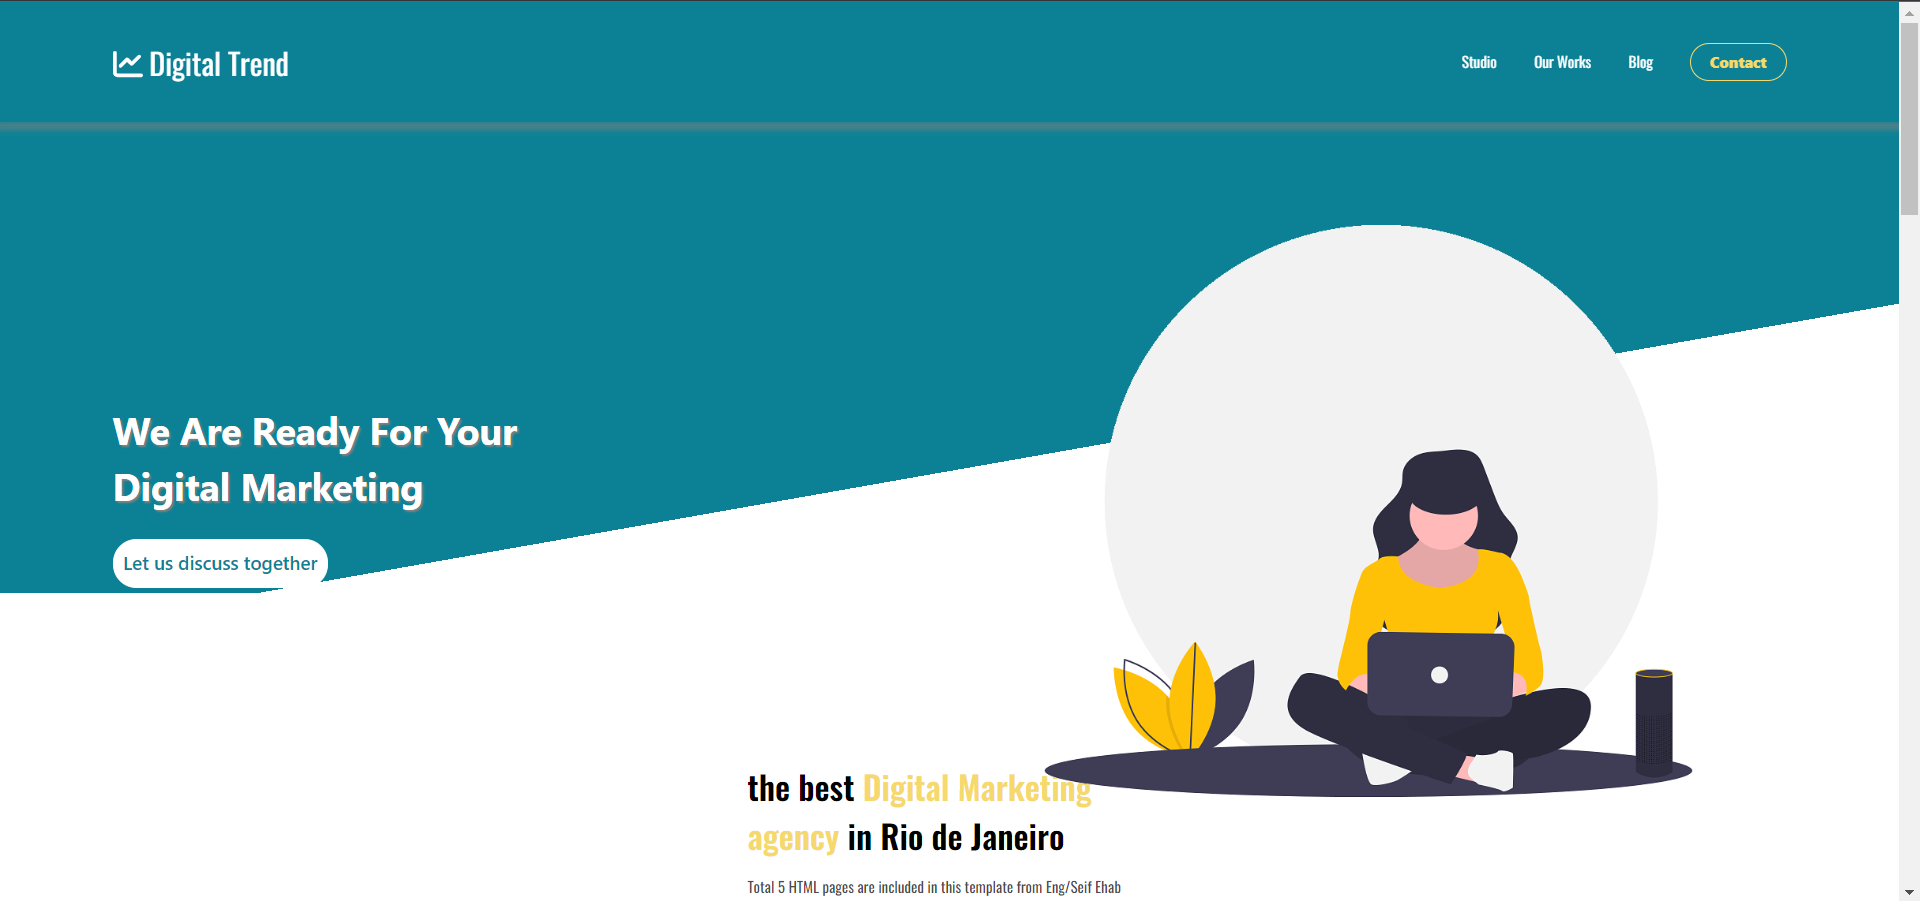 Digital Trend
Studio
Our Works
Blog
Contact
We Are Ready For Your
Digital Marketing
Let us discuss together
the best Digital Marketing
agency in Rio de Janeiro
Total 5 HTML pages are included in this template from Eng/Seif Ehab